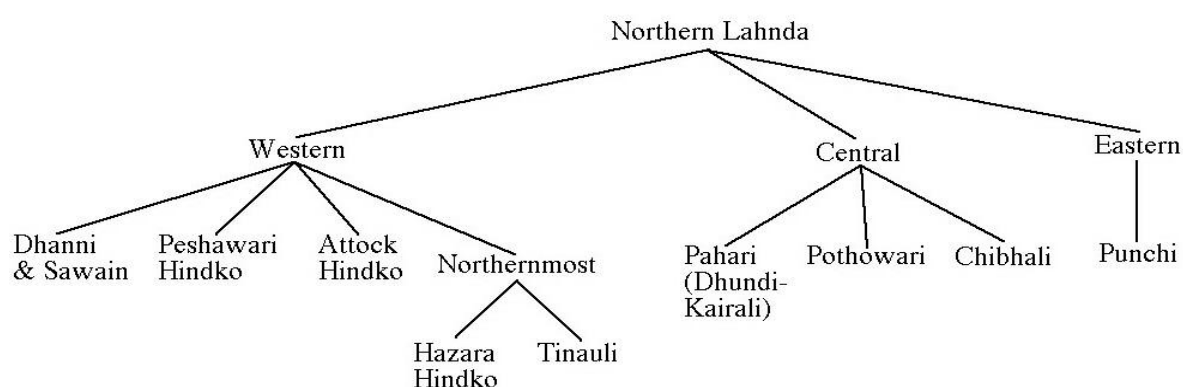 Northern Lahnda
Western
Central
Eastern
Dhanni
& Sawain
Peshawari
Hindko
Attock
Hindko
Northernmost
Pahari
(Dhundi-
Kairali)
Pothowari
Chibhali
Punchi
Hazara
Hindko
Tinauli